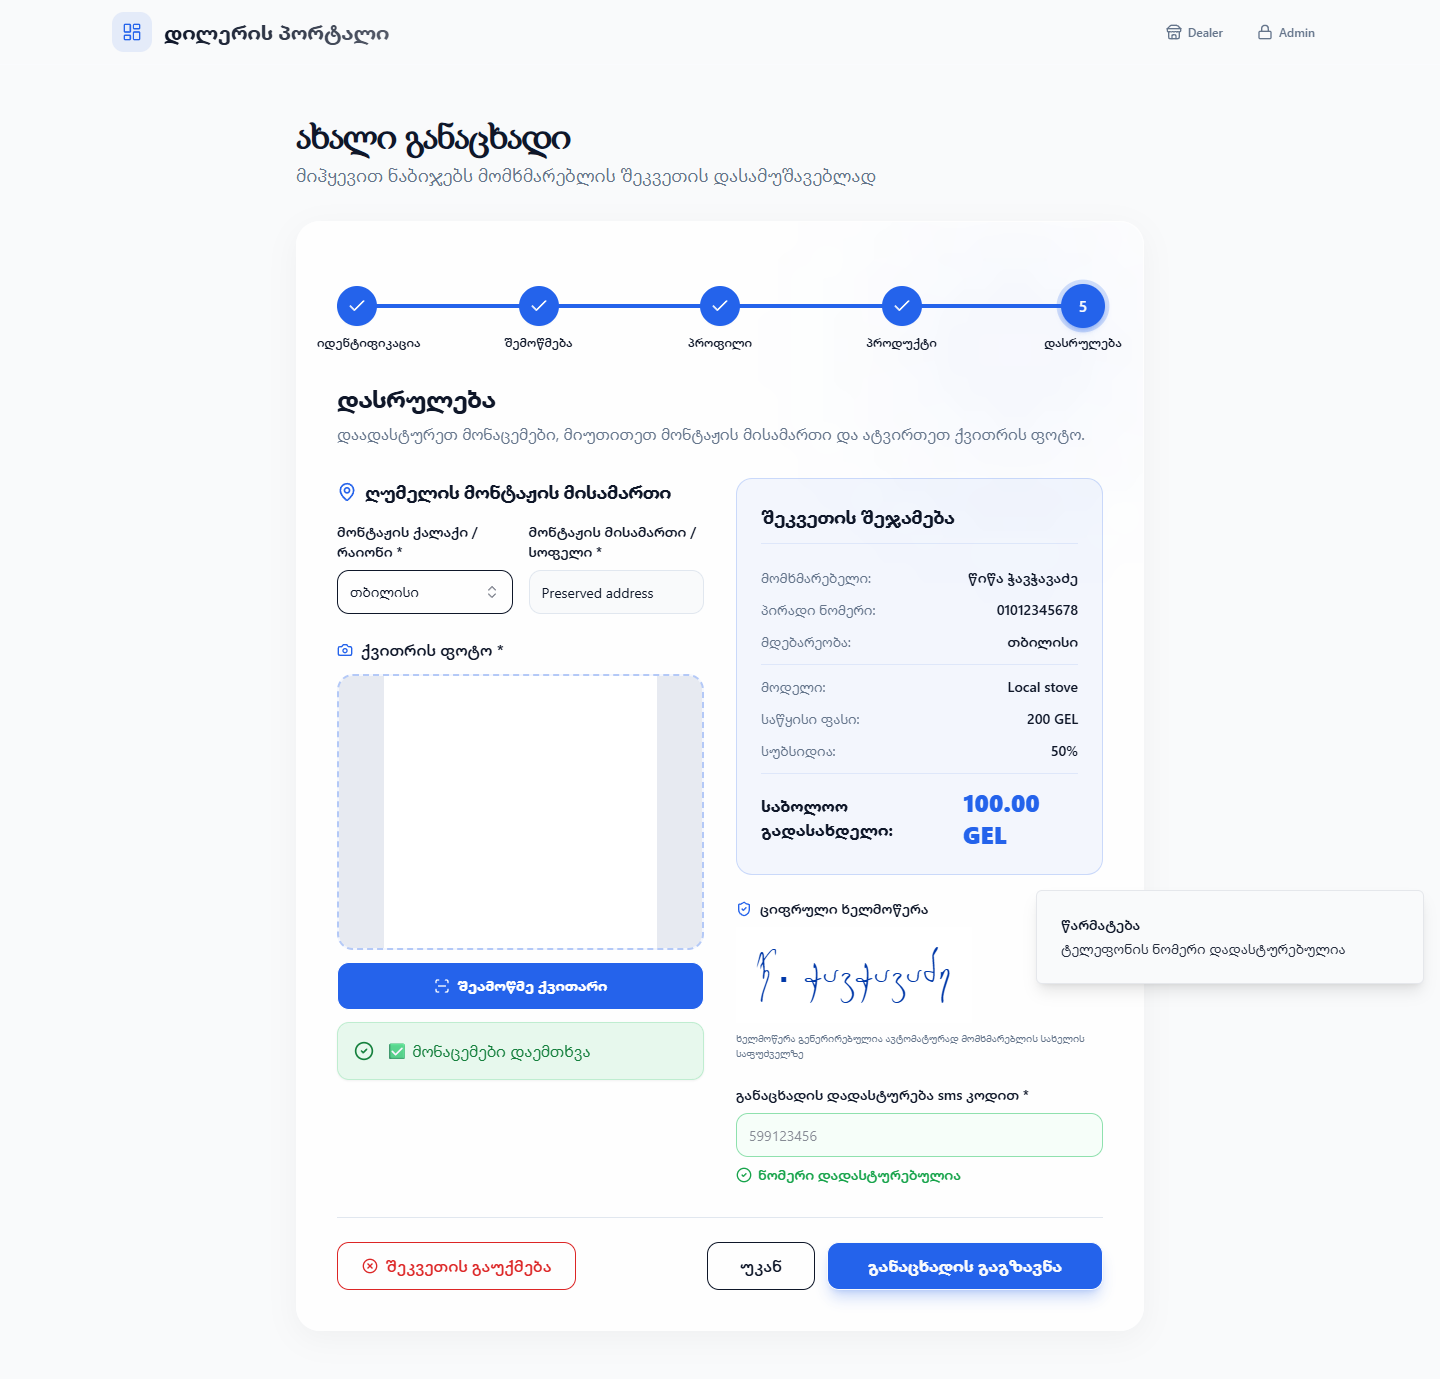 დილერის პორტალი
Dealer
Admin
ახალი განაცხადი
მიჰყევით ნაბიჯებს მომხმარებლის შეკვეთის დასამუშავებლად
5
იდენტიფიკაცია
შემოწმება
პროფილი
პროდუქტი
დასრულება
დასრულება
დაადასტურეთ მონაცემები, მიუთითეთ მონტაჟის მისამართი და ატვირთეთ ქვითრის ფოტო.
ღუმელის მონტაჟის მისამართი
მონტაჟის ქალაქი /
რაიონი *
მონტაჟის მისამართი /
სოფელი *
თბილისი
Preserved address
ქვითრის ფოტო *
შეამოწმე ქვითარი
✅ მონაცემები დაემთხვა
შეკვეთის შეჯამება
მომხმარებელი:
წიწა ჭავჭავაძე
პირადი ნომერი:
01012345678
მდებარეობა:
თბილისი
მოდელი:
Local stove
საწყისი ფასი:
200 GEL
სუბსიდია:
50%
საბოლოო
გადასახდელი:
100.00
GEL
ციფრული ხელმოწერა
წ. ჭავჭავაძე
ხელმოწერა გენერირებულია ავტომატურად მომხმარებლის სახელის
საფუძველზე
განაცხადის დადასტურება sms კოდით *
599123456
ნომერი დადასტურებულია
წარმატება
ტელეფონის ნომერი დადასტურებულია
შეკვეთის გაუქმება
უკან
განაცხადის გაგზავნა